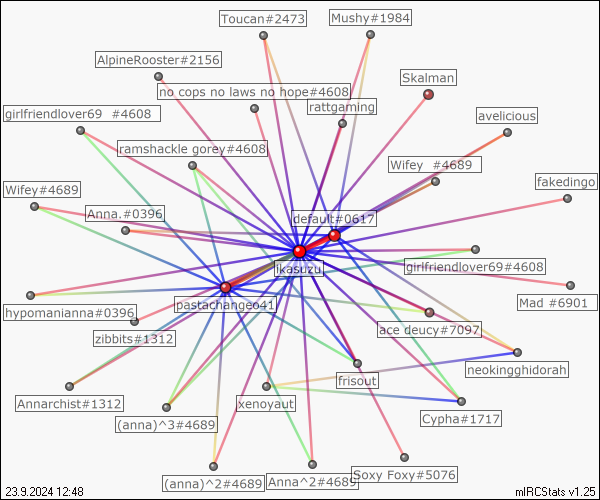 Toucan#2473
Mushy#1984
AlpineRooster#2156
Skalman
no cops no laws no hope#4608
rattgaming
girlfriendlover69 #4608
avelicious
ramshackle gorey#4608
Wifey #4689
Wifey#4689
fakedingo
Anna.#0396
default#0617
ikasuzu
girlfriendlover69#4608
pastachangeo41
Mad #6901
hypomanianna#0396
ace deucy#7097
zibbits#1312
neokingghidorah
frisout
Annarchist#1312
xenoyaut
(anna)^3#4689
Cypha#1717
Soxy Foxy#5076
(anna)^2#4689
Anna^2#4689
23.9.2024 12:48
mIRCStats v1.25